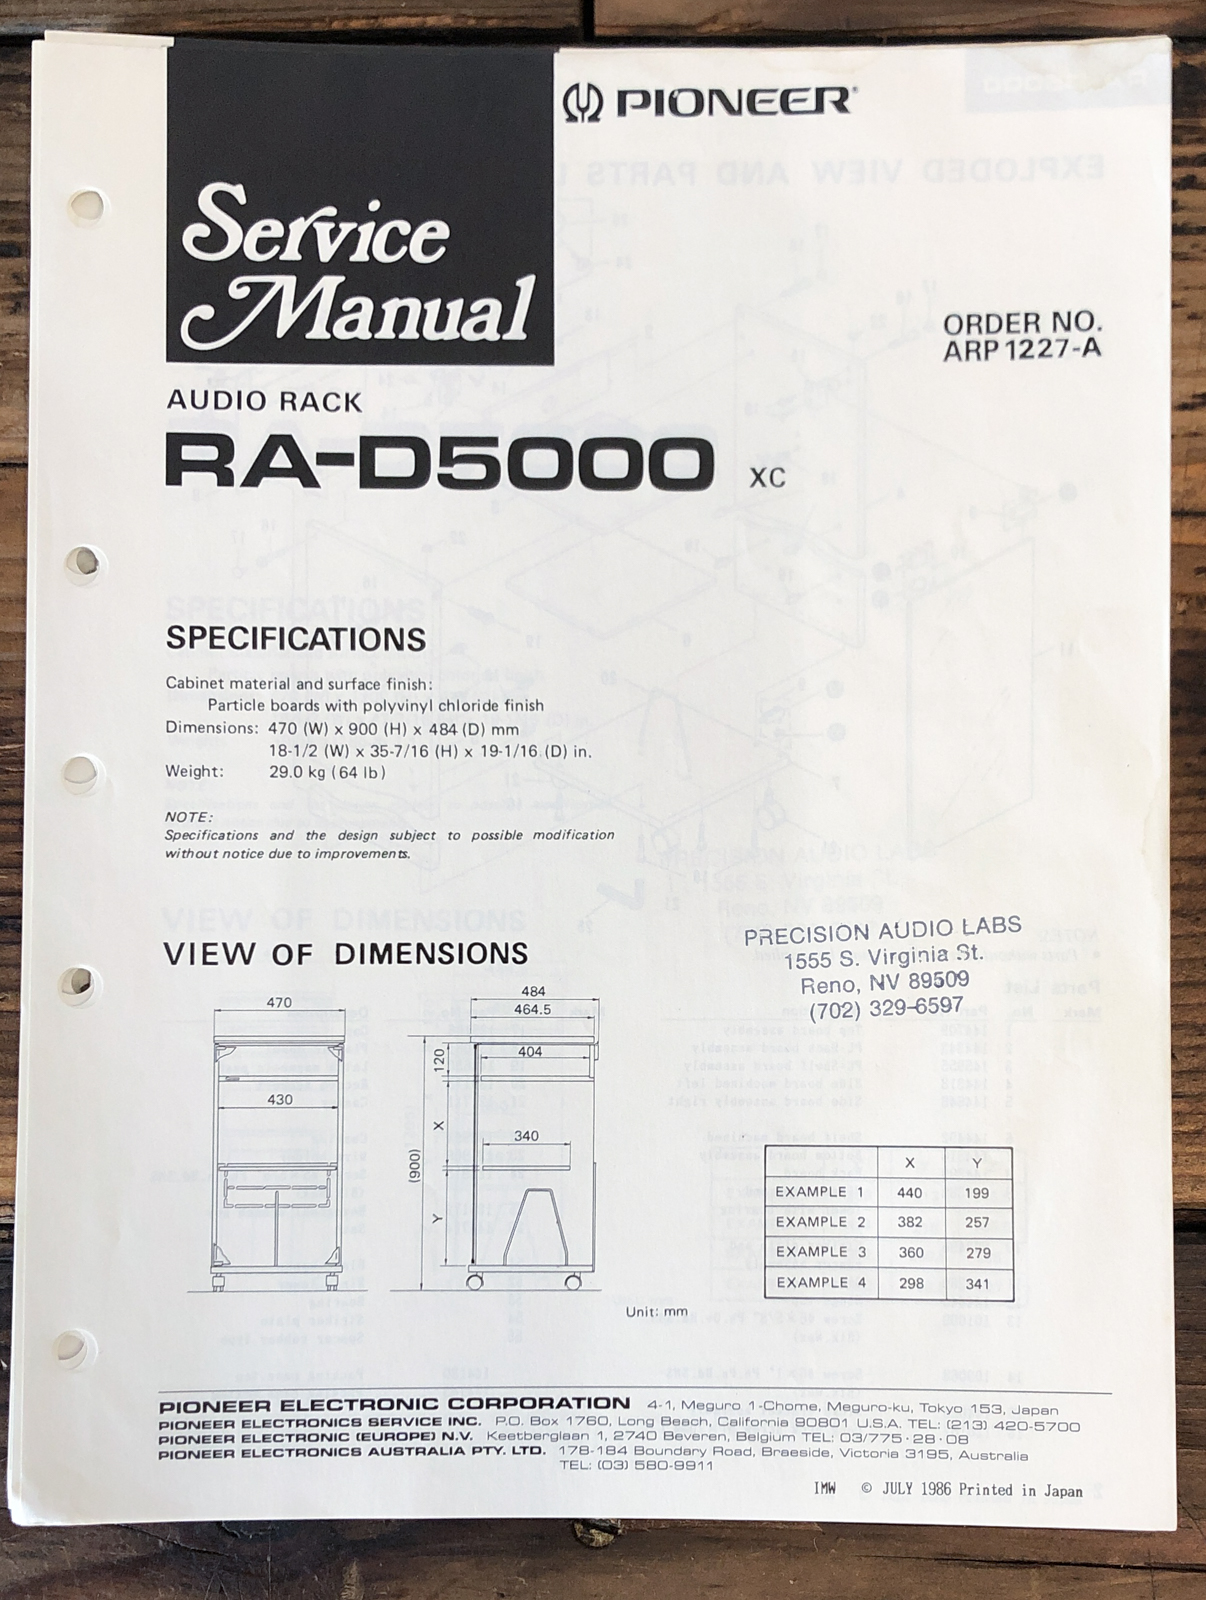 PIONEER
Service
Manual
ORDER NO.
ARP1227-A
AUDIO RACK
RA-D5000 XC
SPECIFICATIONS
Cabinet material and surface finish:
Particle boards with polyvinyl chloride finish
Dimensions: 470 (W) x 900 (H) x 484 (D) mm
18-1/2 (W) x 35-7/16 (H) x 19-1/16 (D) in.
Weight: 29.0 kg (64 lb)
NOTE:
Specifications and the design subject to possible modification
without notice due to improvements.
VIEW OF DIMENSIONS
PRECISION AUDIO LABS
1555 S. Virginia St.
Reno, NV 89509
(702) 329-6597
470
430
484
464.5
404
120
X
340
(900)
Y
X Y
EXAMPLE 1 440 199
EXAMPLE 2 382 257
EXAMPLE 3 360 279
EXAMPLE 4 298 341
Unit: mm
PIONEER ELECTRONIC CORPORATION 4-1, Meguro 1-Chome, Meguro-ku, Tokyo 153, Japan
PIONEER ELECTRONICS SERVICE INC. P.O. Box 1760, Long Beach, California 90801 U.S.A. TEL: (213) 420-5700
PIONEER ELECTRONIC (EUROPE) N.V. Keetberglaan 1, 2740 Beveren, Belgium TEL: 03/775·28·08
PIONEER ELECTRONICS AUSTRALIA PTY. LTD. 178-184 Boundary Road, Braeside, Victoria 3195, Australia
TEL: (03) 580-9911
IMW © JULY 1986 Printed in Japan